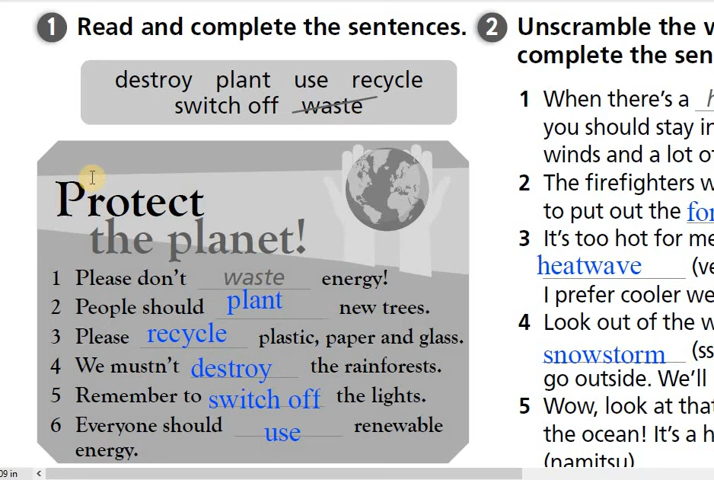 1 Read and complete the sentences.
destroy plant use recycle
switch off waste
Protect
the planet!
1 Please don't waste energy!
2 People should plant new trees.
3 Please recycle plastic, paper and glass.
4 We mustn't destroy the rainforests.
5 Remember to switch off the lights.
6 Everyone should use renewable
energy.
2 Unscramble the
complete the sen
1 When there's a
you should stay in
winds and a lot of
2 The firefighters w
to put out the for
3 It's too hot for me
heatwave (ve
I prefer cooler we
4 Look out of the w
snowstorm (ss
go outside. We'll
5 Wow, look at that
the ocean! It's a h
(namitsu)
09 in